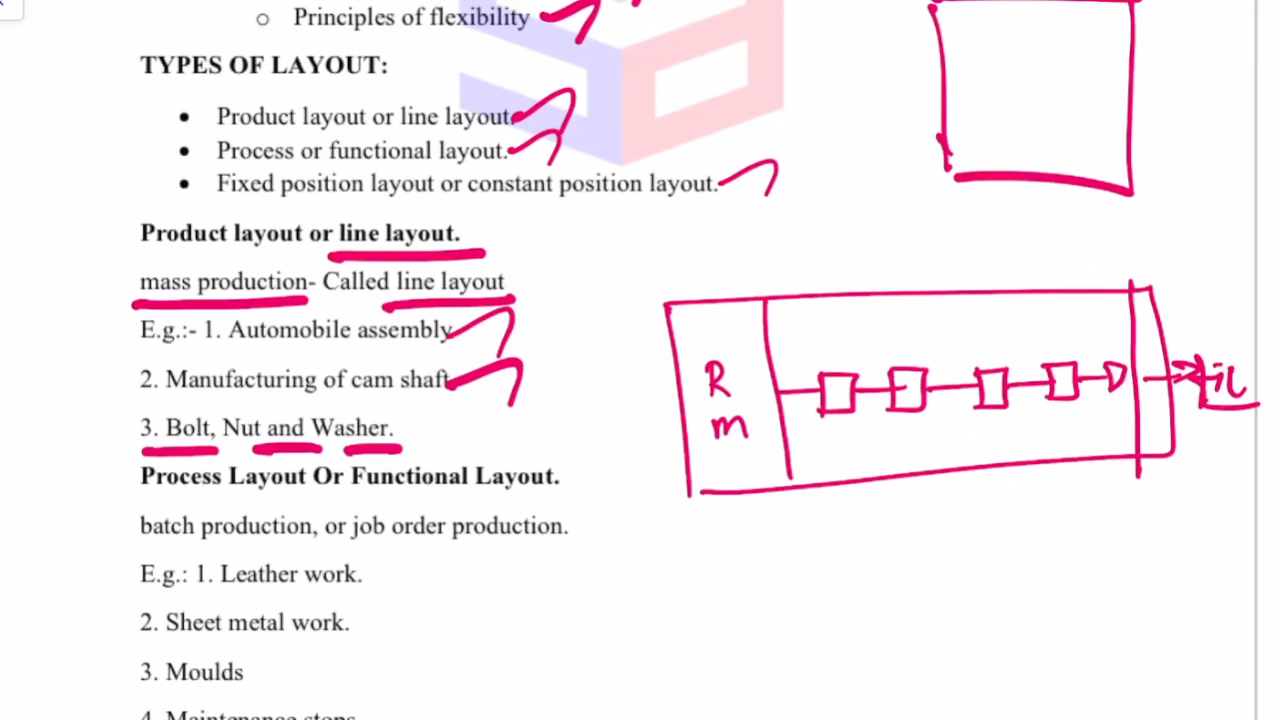 ○ Principles of flexibility
TYPES OF LAYOUT:
• Product layout or line layout.
• Process or functional layout.
• Fixed position layout or constant position layout.
Product layout or line layout.
mass production- Called line layout
E.g.:- 1. Automobile assembly
2. Manufacturing of cam shaft
3. Bolt, Nut and Washer.
Process Layout Or Functional Layout.
batch production, or job order production.
E.g.: 1. Leather work.
2. Sheet metal work.
3. Moulds
4. Maintenance stops
R
m